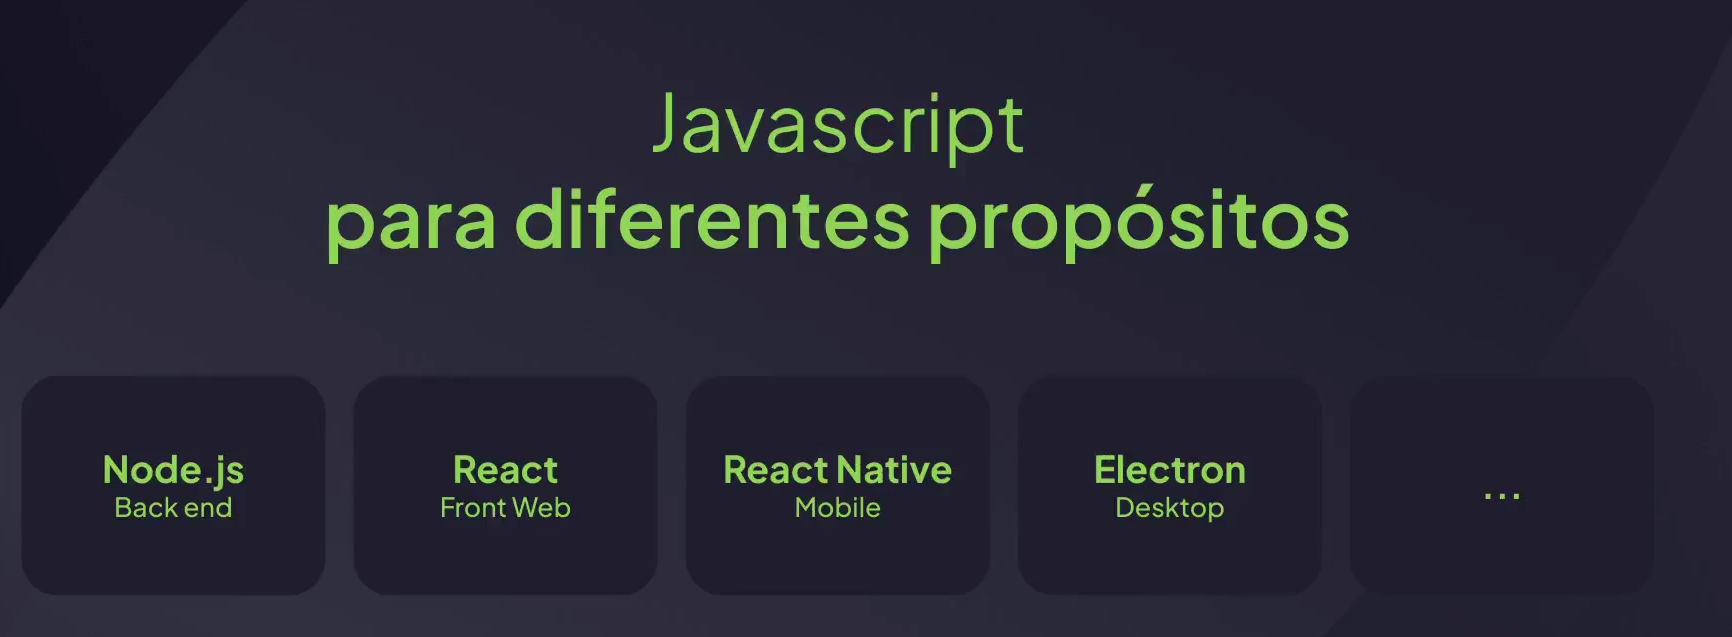 Javascript
para diferentes propósitos
Node.js
Back end
React
Front Web
React Native
Mobile
Electron
Desktop
...